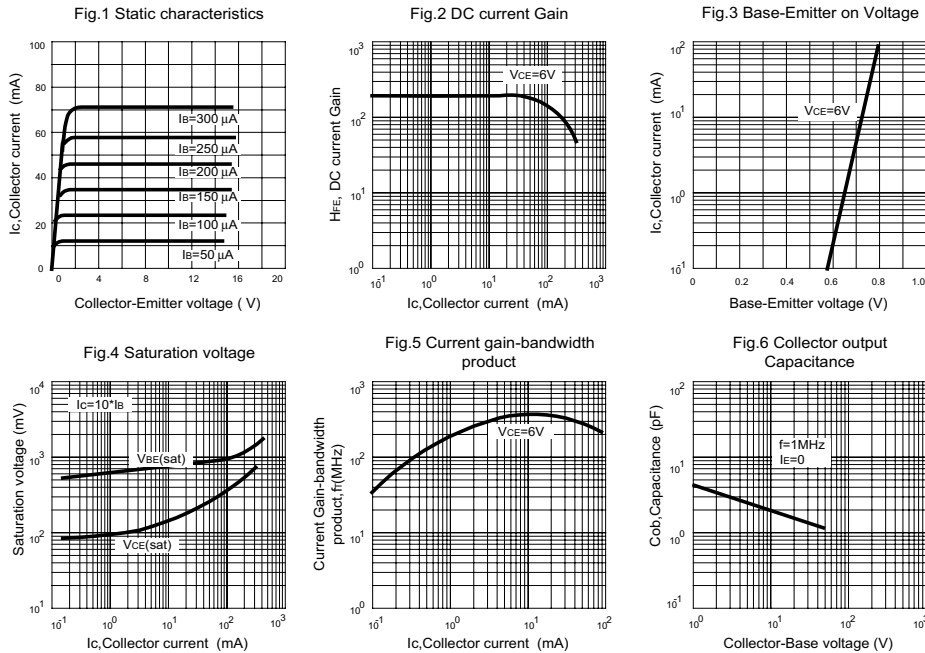 Fig.1 Static characteristics
Ic,Collector current (mA)
100
80
60
40
20
0
IB=300 µA
IB=250 µA
IB=200 µA
IB=150 µA
IB=100 µA
IB=50 µA
0 4 8 12 16 20
Collector-Emitter voltage ( V)
Fig.2 DC current Gain
HFE, DC current Gain
10³
10²
10¹
10⁰
VCE=6V
10⁻¹ 10⁰ 10¹ 10² 10³
Ic,Collector current (mA)
Fig.3 Base-Emitter on Voltage
Ic,Collector current (mA)
10²
10¹
10⁰
10⁻¹
VCE=6V
0 0.2 0.4 0.6 0.8 1.0
Base-Emitter voltage (V)
Fig.4 Saturation voltage
Saturation voltage (mV)
10⁴
10³
10²
10¹
IC=10*IB
VBE(sat)
VCE(sat)
10⁻¹ 10⁰ 10¹ 10² 10³
Ic,Collector current (mA)
Fig.5 Current gain-bandwidth
product
Current Gain-bandwidth
product,fT(MHz)
10³
10²
10¹
10⁰
VCE=6V
10⁻¹ 10⁰ 10¹ 10²
Ic,Collector current (mA)
Fig.6 Collector output
Capacitance
Cob,Capacitance (pF)
10²
10¹
10⁰
10⁻¹
f=1MHz
IE=0
10⁰ 10¹ 10² 10³
Collector-Base voltage (V)